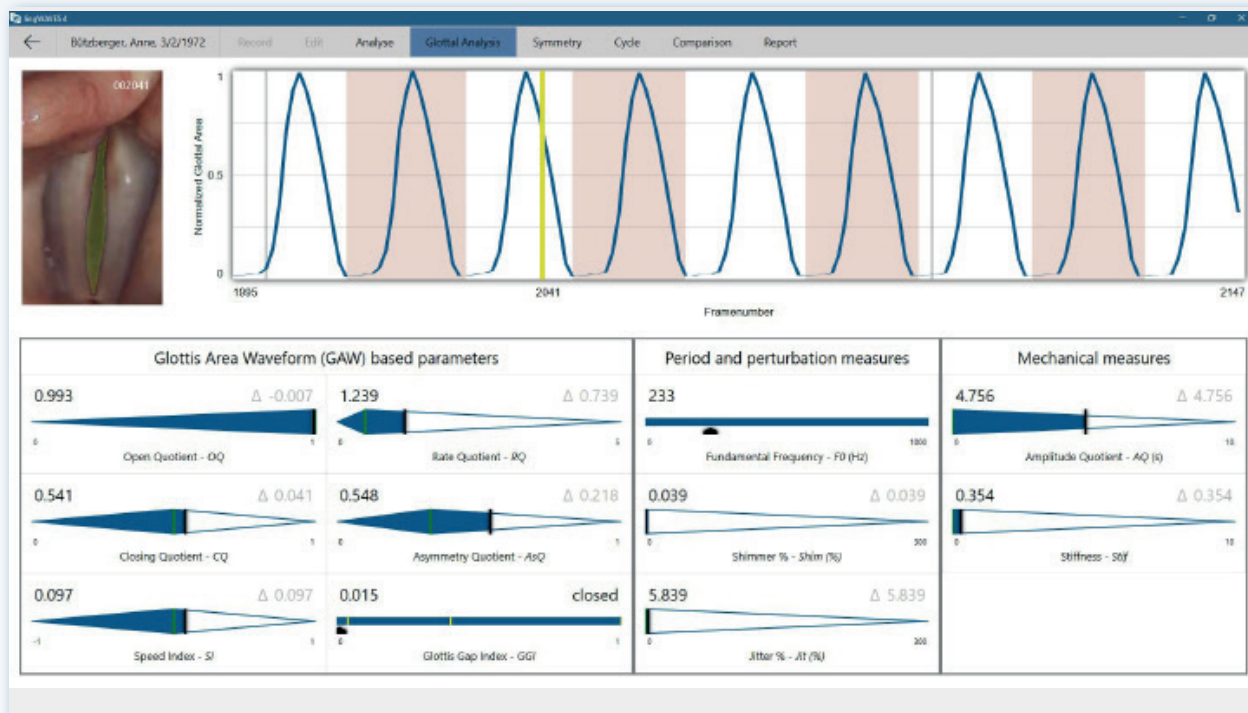 lingWAVES 4
Bützberger, Anne, 3/2/1972 Record Edit Analyse Glottal Analysis Symmetry Cycle Comparison Report
002041
Normalized Glottal Area
1
0.5
0
1895 2041 2147
Framenumber
Glottis Area Waveform (GAW) based parameters
0.993 Δ -0.007
0 1
Open Quotient - OQ
1.239 Δ 0.739
0 5
Rate Quotient - RQ
0.541 Δ 0.041
0 1
Closing Quotient - CQ
0.548 Δ 0.218
0 1
Asymmetry Quotient - AsQ
0.097 Δ 0.097
-1 1
Speed Index - SI
0.015 closed
0 1
Glottis Gap Index - GGI
Period and perturbation measures
233
0 1000
Fundamental Frequency - F0 (Hz)
0.039 Δ 0.039
0 300
Shimmer % - Shim (%)
5.839 Δ 5.839
0 300
Jitter % - Jit (%)
Mechanical measures
4.756 Δ 4.756
0 10
Amplitude Quotient - AQ (s)
0.354 Δ 0.354
0 10
Stiffness - Stif